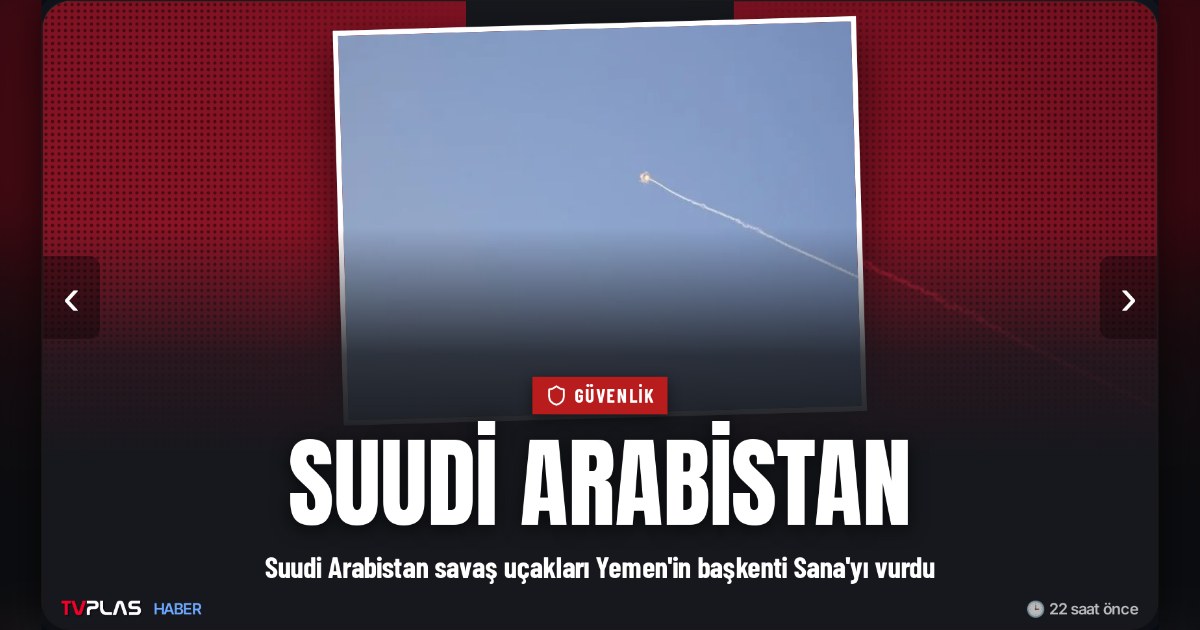 GÜVENLİK
SUUDİ ARABİSTAN
Suudi Arabistan savaş uçakları Yemen'in başkenti Sana'yı vurdu
TVPLAS HABER
22 saat önce